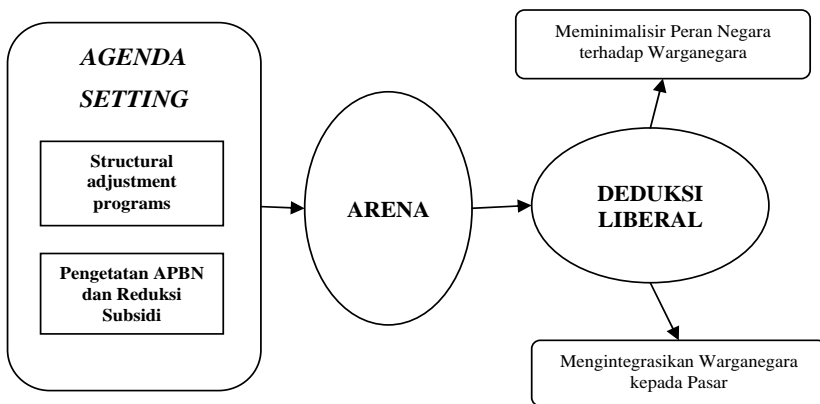 AGENDA
SETTING
Structural
adjustment
programs
Pengetatan APBN
dan Reduksi
Subsidi
ARENA
DEDUKSI
LIBERAL
Meminimalisir Peran Negara
terhadap Warganegara
Mengintegrasikan Warganegara
kepada Pasar